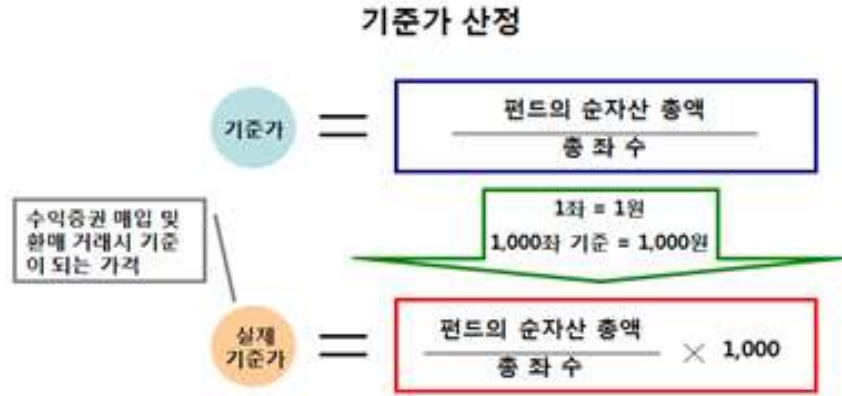 기준가 산정
기준가
=
펀드의 순자산 총액
총 좌 수
1좌 = 1원
1,000좌 기준 = 1,000원
수익증권 매입 및
환매 거래시 기준
이 되는 가격
실제
기준가
=
펀드의 순자산 총액
총 좌 수
× 1,000